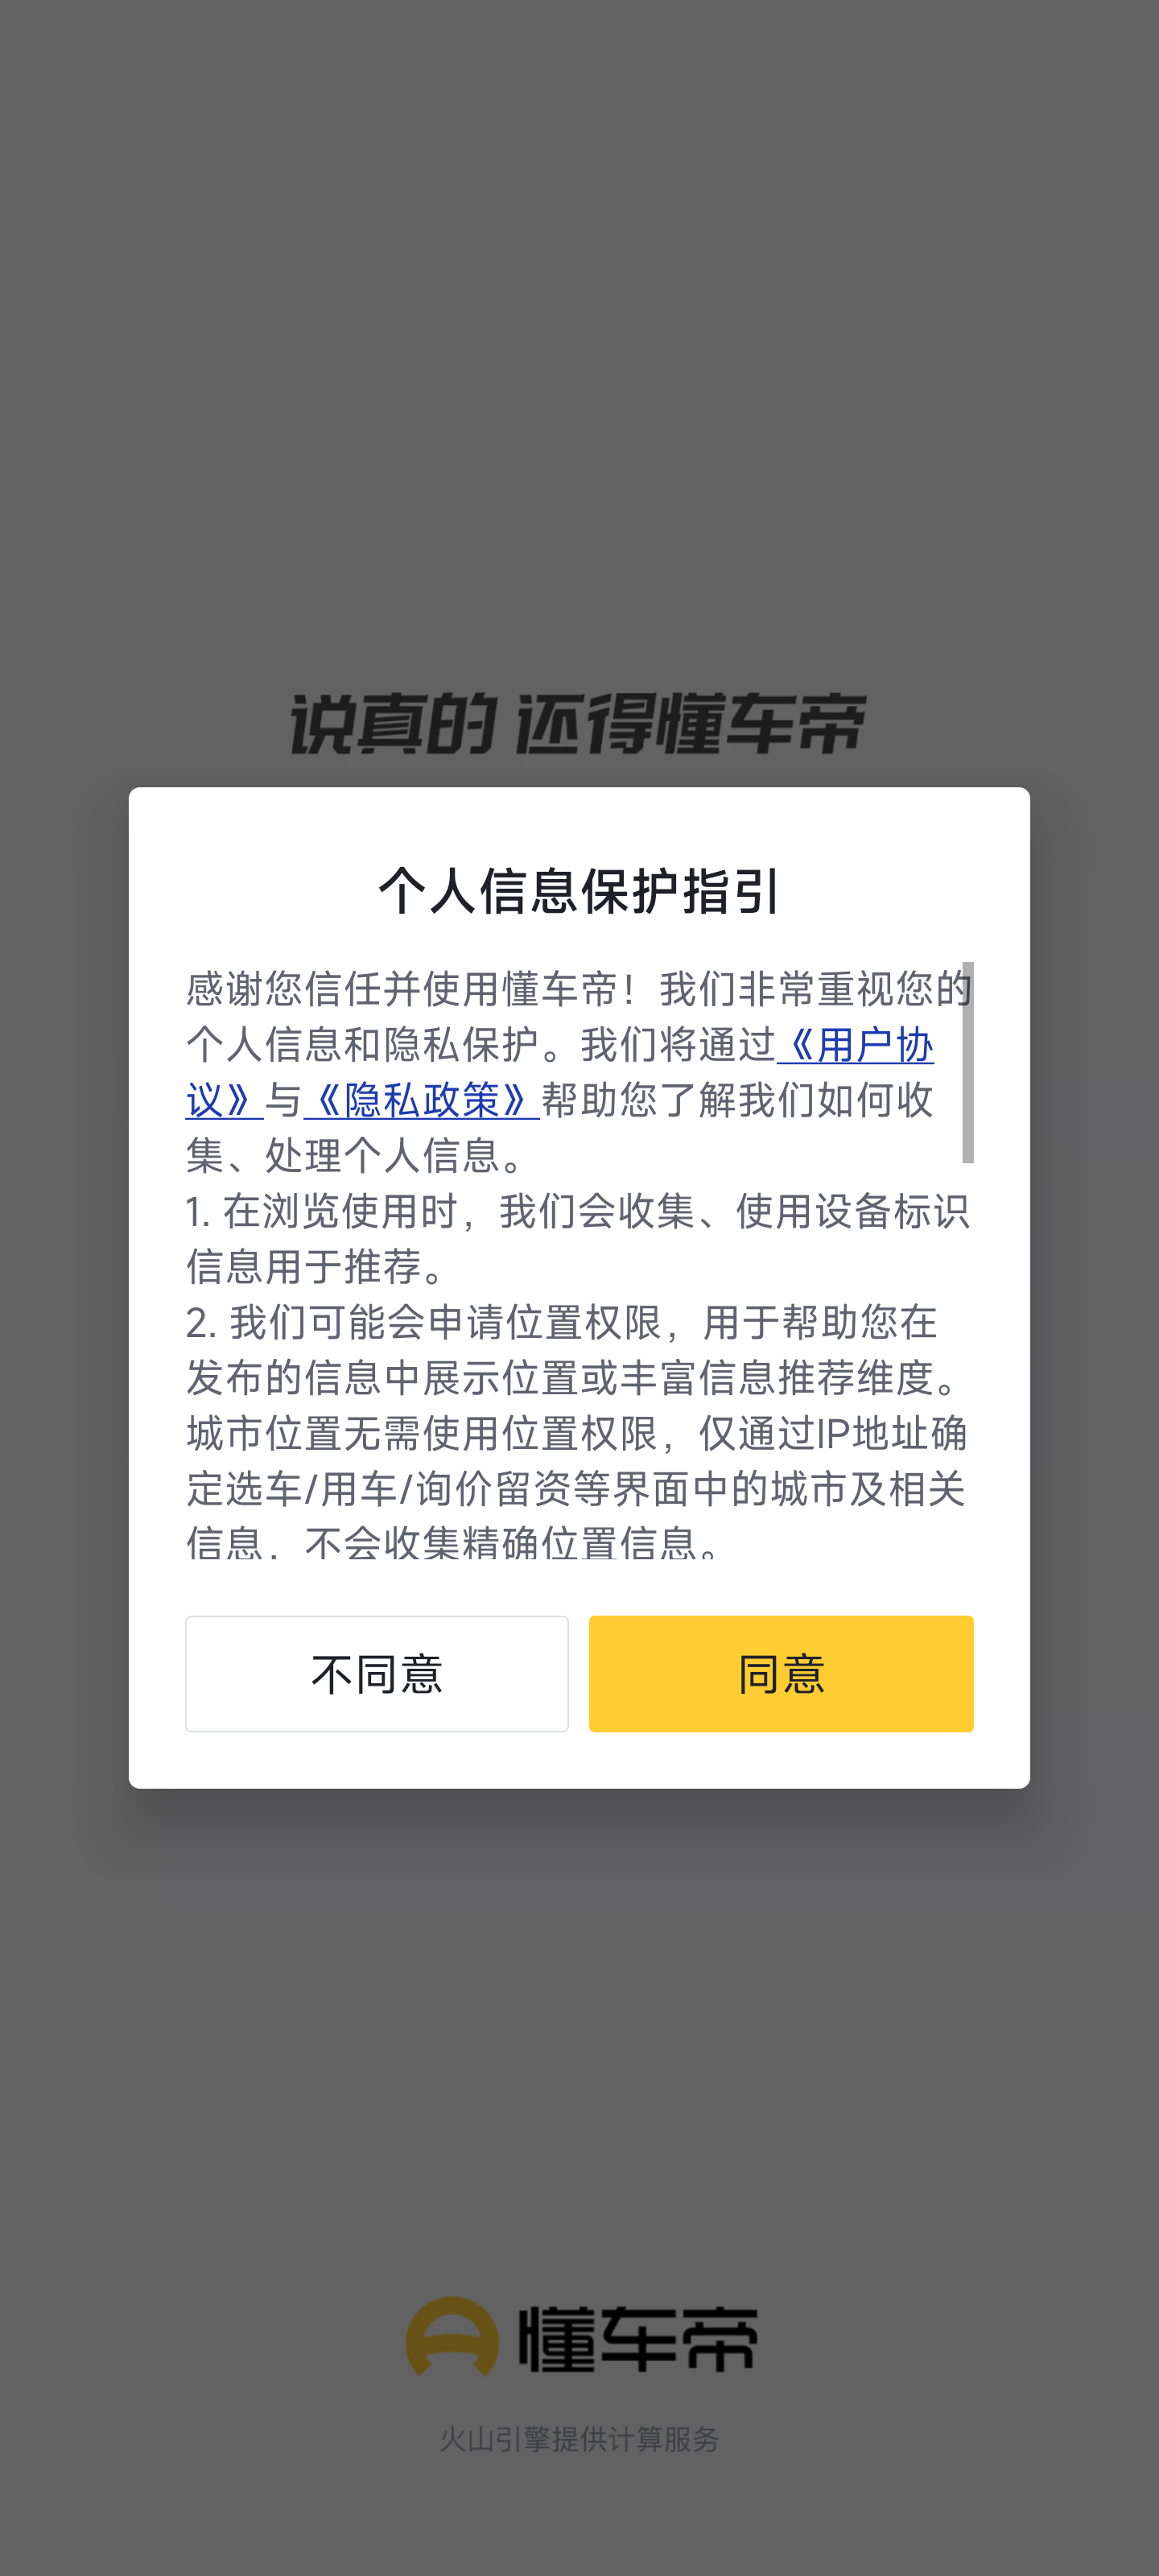 说真的 还得懂车帝
个人信息保护指引
感谢您信任并使用懂车帝！我们非常重视您的
个人信息和隐私保护。我们将通过《用户协
议》与《隐私政策》帮助您了解我们如何收
集、处理个人信息。
1. 在浏览使用时，我们会收集、使用设备标识
信息用于推荐。
2. 我们可能会申请位置权限，用于帮助您在
发布的信息中展示位置或丰富信息推荐维度。
城市位置无需使用位置权限，仅通过IP地址确
定选车/用车/询价留资等界面中的城市及相关
信息，不会收集精确位置信息。
不同意
同意
懂车帝
火山引擎提供计算服务